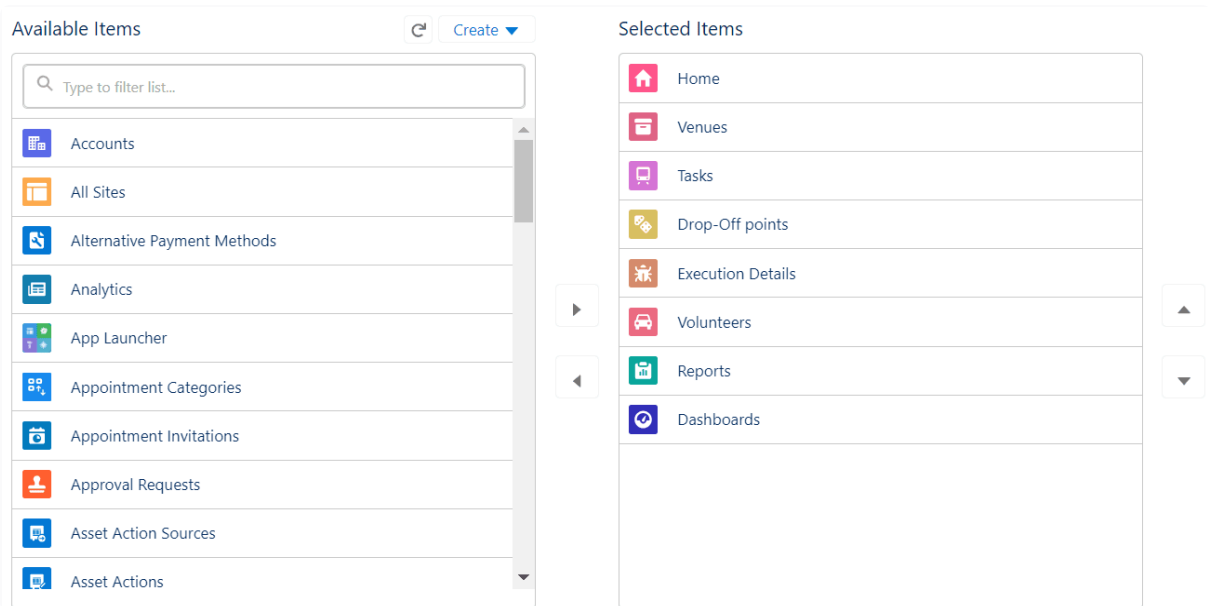 Available Items
Create
Type to filter list...
Accounts
All Sites
Alternative Payment Methods
Analytics
App Launcher
Appointment Categories
Appointment Invitations
Approval Requests
Asset Action Sources
Asset Actions
Selected Items
Home
Venues
Tasks
Drop-Off points
Execution Details
Volunteers
Reports
Dashboards